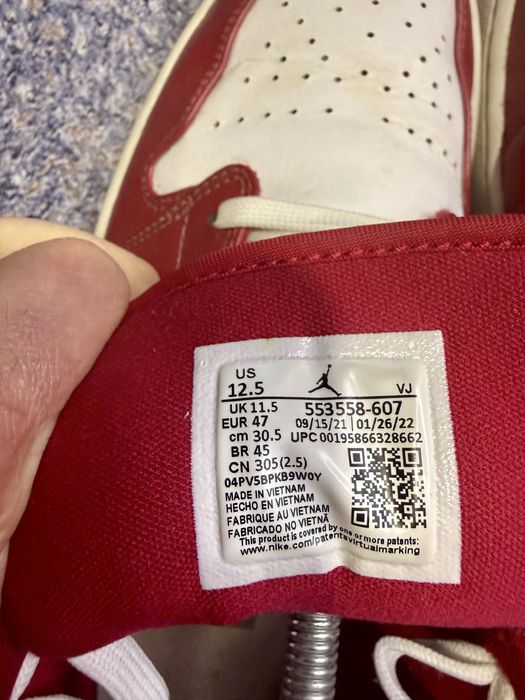 US
12.5 VJ
UK 11.5 553558-607
EUR 47 09/15/21 01/26/22
cm 30.5 UPC 00195866328662
BR 45
CN 305(2.5)
04PV5BPKB9W0Y
MADE IN VIETNAM
HECHO EN VIETNAM
FABRIQUE AU VIETNAM
FABRICADO NO VIETNÃ
This product is covered by one or more patents:
www.nike.com/patentsvirtualmarking